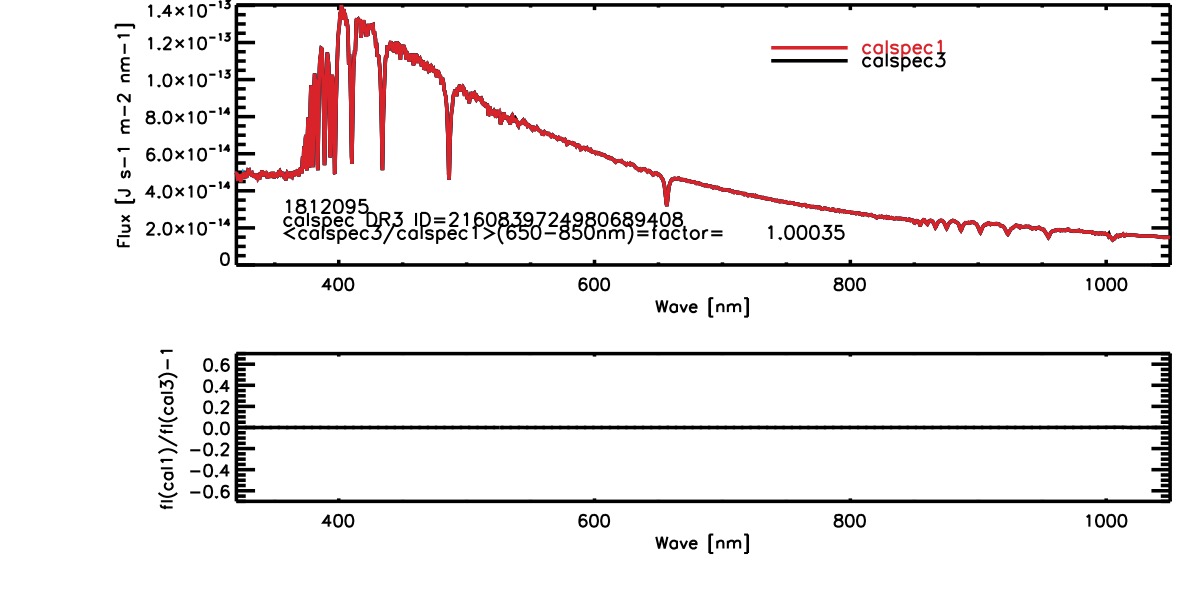 1.4×10−13
1.2×10−13
1.0×10−13
8.0×10−14
6.0×10−14
4.0×10−14
2.0×10−14
0
Flux [J s−1 m−2 nm−1]
calspec1
calspec3
1812095
calspec DR3 ID=2160839724980689408
<calspec3/calspec1>(650−850nm)=factor= 1.00035
400 600 800 1000
Wave [nm]
0.6
0.4
0.2
0.0
−0.2
−0.4
−0.6
fl(cal1)/fl(cal3)−1
400 600 800 1000
Wave [nm]